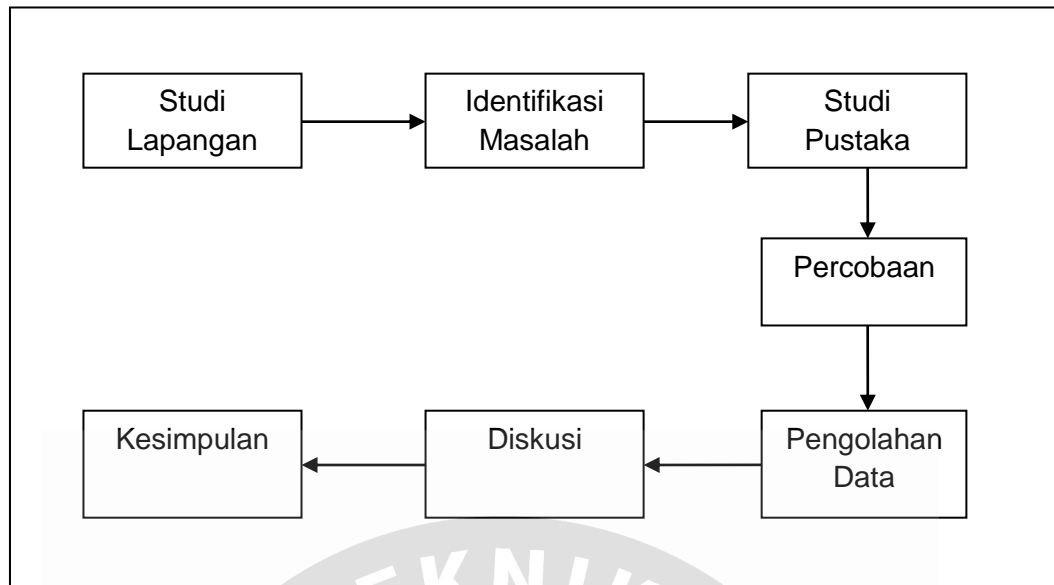 Studi
Lapangan
Identifikasi
Masalah
Studi
Pustaka
Percobaan
Pengolahan
Data
Diskusi
Kesimpulan